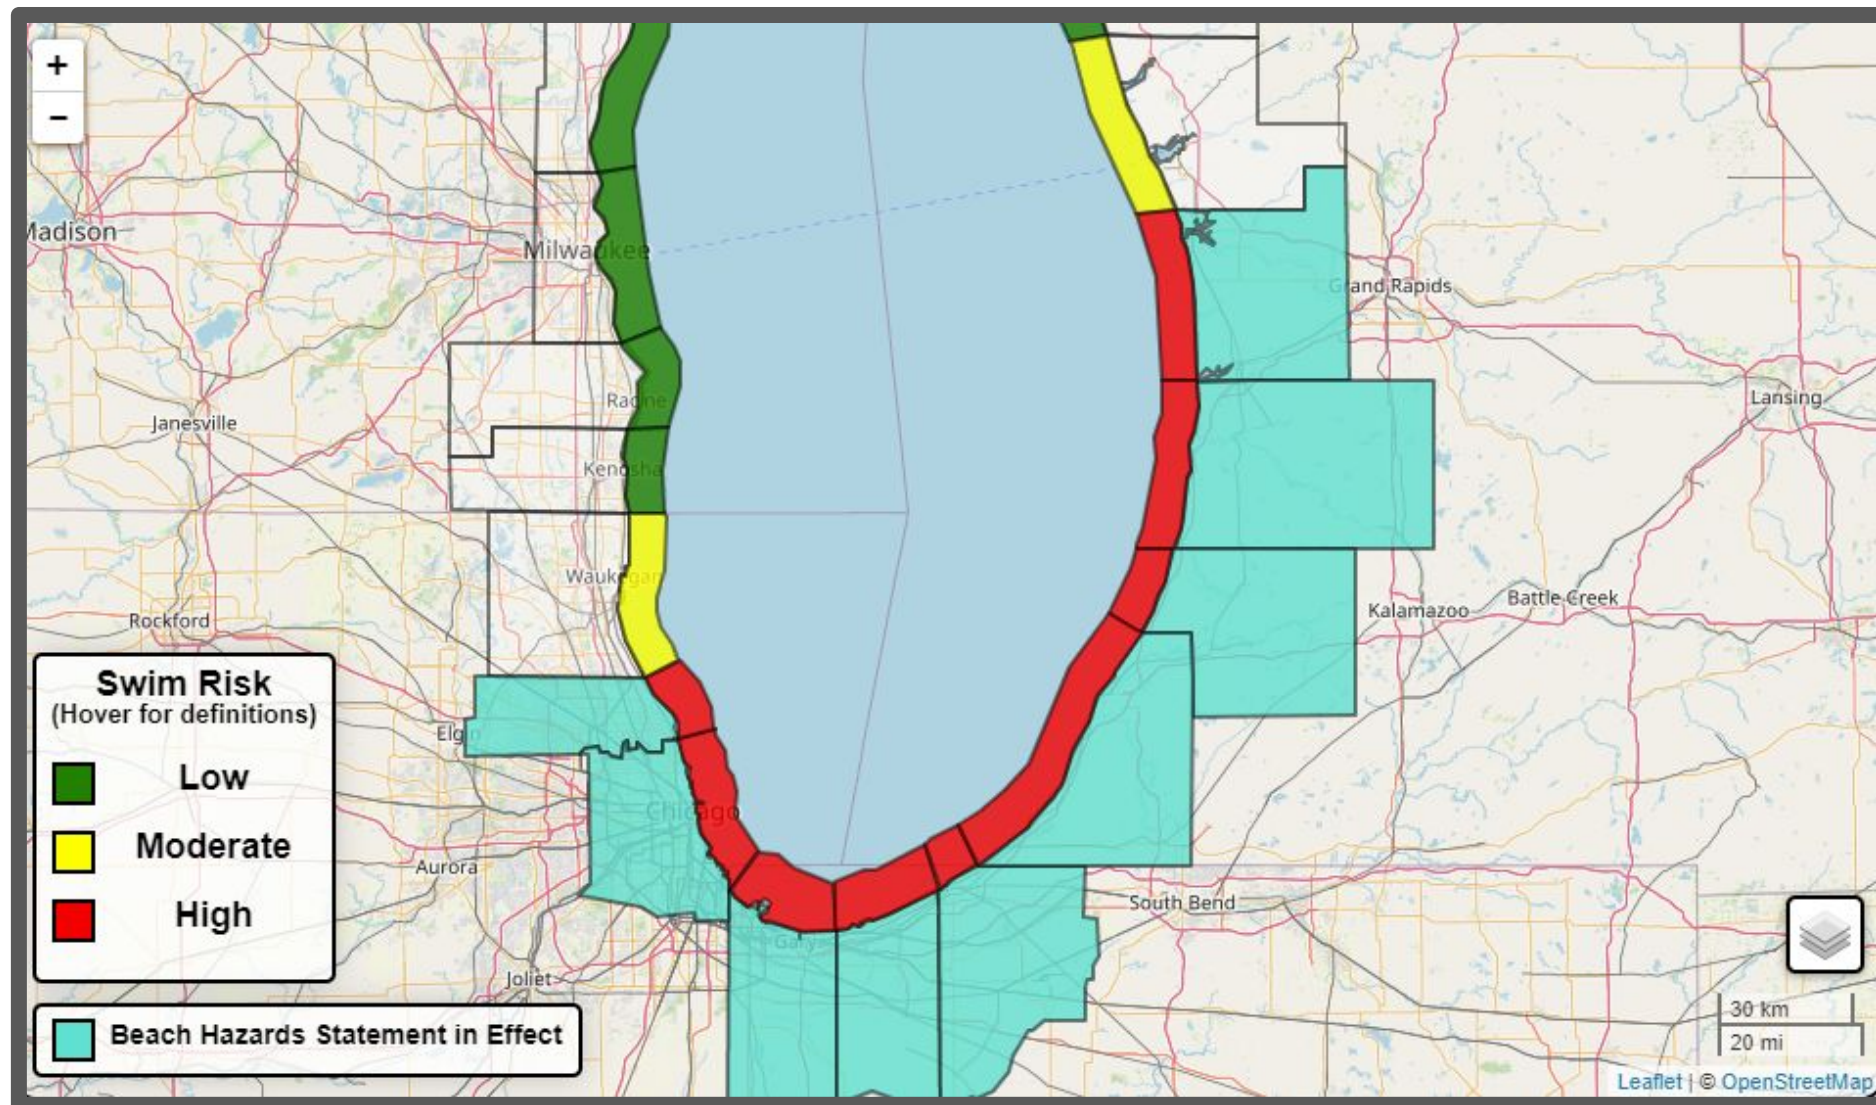 +
−
Madison
Milwaukee
Grand Rapids
Lansing
Janesville
Racine
Kenosha
Waukegan
Rockford
Kalamazoo
Battle Creek
Swim Risk
(Hover for definitions)
Low
Moderate
High
Elgin
Chicago
Aurora
South Bend
Gary
Joliet
Beach Hazards Statement in Effect
30 km
20 mi
Leaflet | © OpenStreetMap